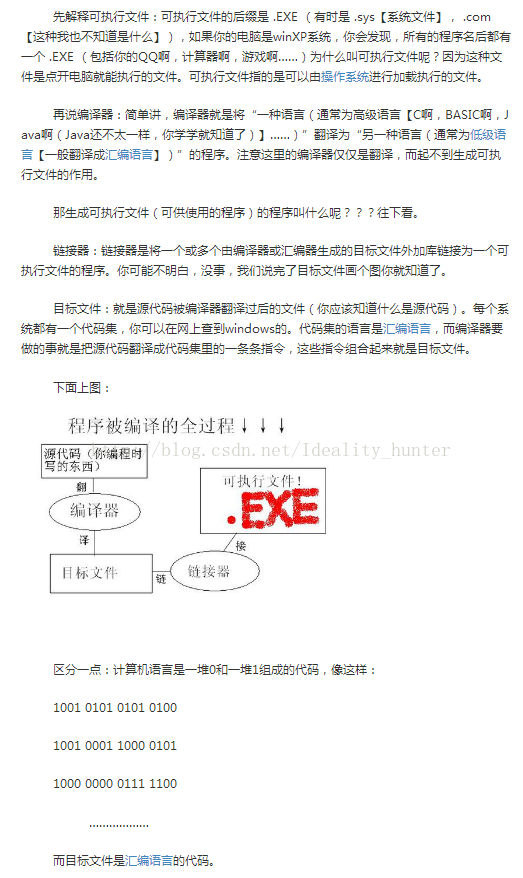 先解释可执行文件：可执行文件的后缀是 .EXE （有时是 .sys【系统文件】， .com
【这种我也不知道是什么】），如果你的电脑是winXP系统，你会发现，所有的程序名后都有
一个 .EXE （包括你的QQ啊，计算器啊，游戏啊……）为什么叫可执行文件呢？因为这种文
件是点开电脑就能执行的文件。可执行文件指的是可以由操作系统进行加载执行的文件。
再说编译器：简单讲，编译器就是将“一种语言（通常为高级语言【C啊，BASIC啊，J
ava啊（Java还不太一样，你学学就知道了）】……）”翻译为“另一种语言（通常为低级语
言【一般翻译成汇编语言】）”的程序。注意这里的编译器仅仅是翻译，而起不到生成可执
行文件的作用。
那生成可执行文件（可供使用的程序）的程序叫什么呢？？？往下看。
链接器：链接器是将一个或多个由编译器或汇编器生成的目标文件外加库链接为一个可
执行文件的程序。你可能不明白，没事，我们说完了目标文件画个图你就知道了。
目标文件：就是源代码被编译器翻译过后的文件（你应该知道什么是源代码）。每个系
统都有一个代码集，你可以在网上查到windows的。代码集的语言是汇编语言，而编译器要
做的事就是把源代码翻译成代码集里的一条条指令，这些指令组合起来就是目标文件。
下面上图：
程序被编译的全过程↓↓↓
http://blog.csdn.net/Ideality_hunter
源代码（你编程时
写的东西）
翻
编译器
译
目标文件
链
链接器
接
可执行文件！
.EXE
区分一点：计算机语言是一堆0和一堆1组成的代码，像这样：
1001 0101 0101 0100
1001 0001 1000 0101
1000 0000 0111 1100
………………
而目标文件是汇编语言的代码。